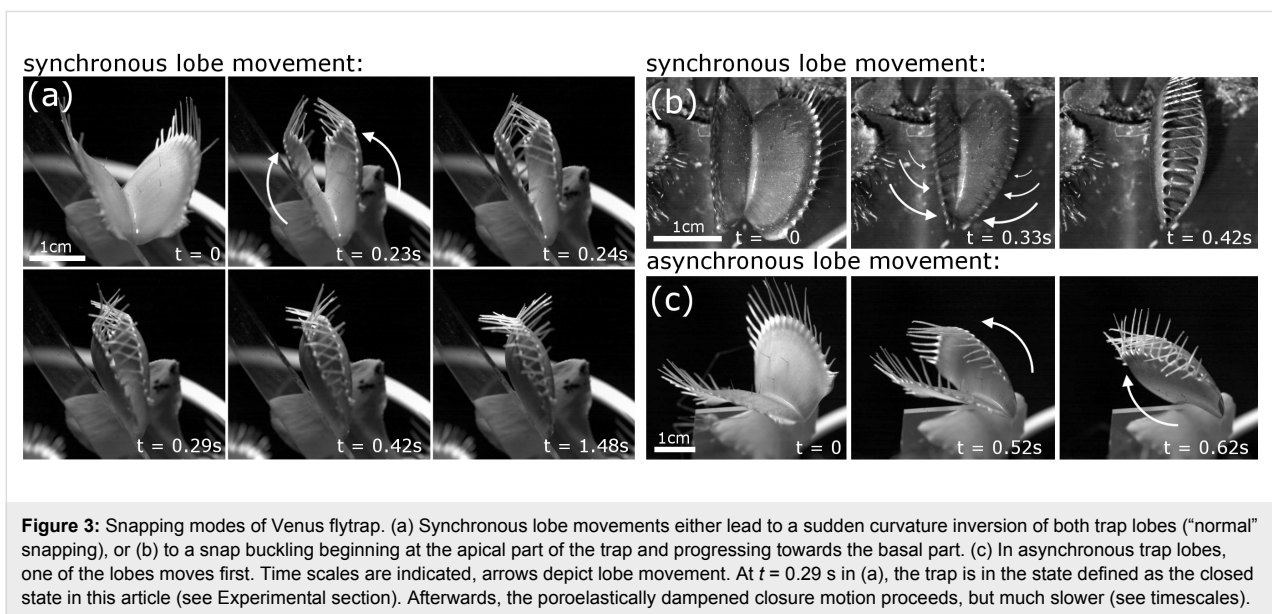 synchronous lobe movement:
(a)
1cm
t = 0
t = 0.23s
t = 0.24s
t = 0.29s
t = 0.42s
t = 1.48s
synchronous lobe movement:
(b)
1cm
t = 0
t = 0.33s
t = 0.42s
asynchronous lobe movement:
(c)
1cm
t = 0
t = 0.52s
t = 0.62s
Figure 3: Snapping modes of Venus flytrap. (a) Synchronous lobe movements either lead to a sudden curvature inversion of both trap lobes (“normal”
snapping), or (b) to a snap buckling beginning at the apical part of the trap and progressing towards the basal part. (c) In asynchronous trap lobes,
one of the lobes moves first. Time scales are indicated, arrows depict lobe movement. At t = 0.29 s in (a), the trap is in the state defined as the closed
state in this article (see Experimental section). Afterwards, the poroelastically dampened closure motion proceeds, but much slower (see timescales).